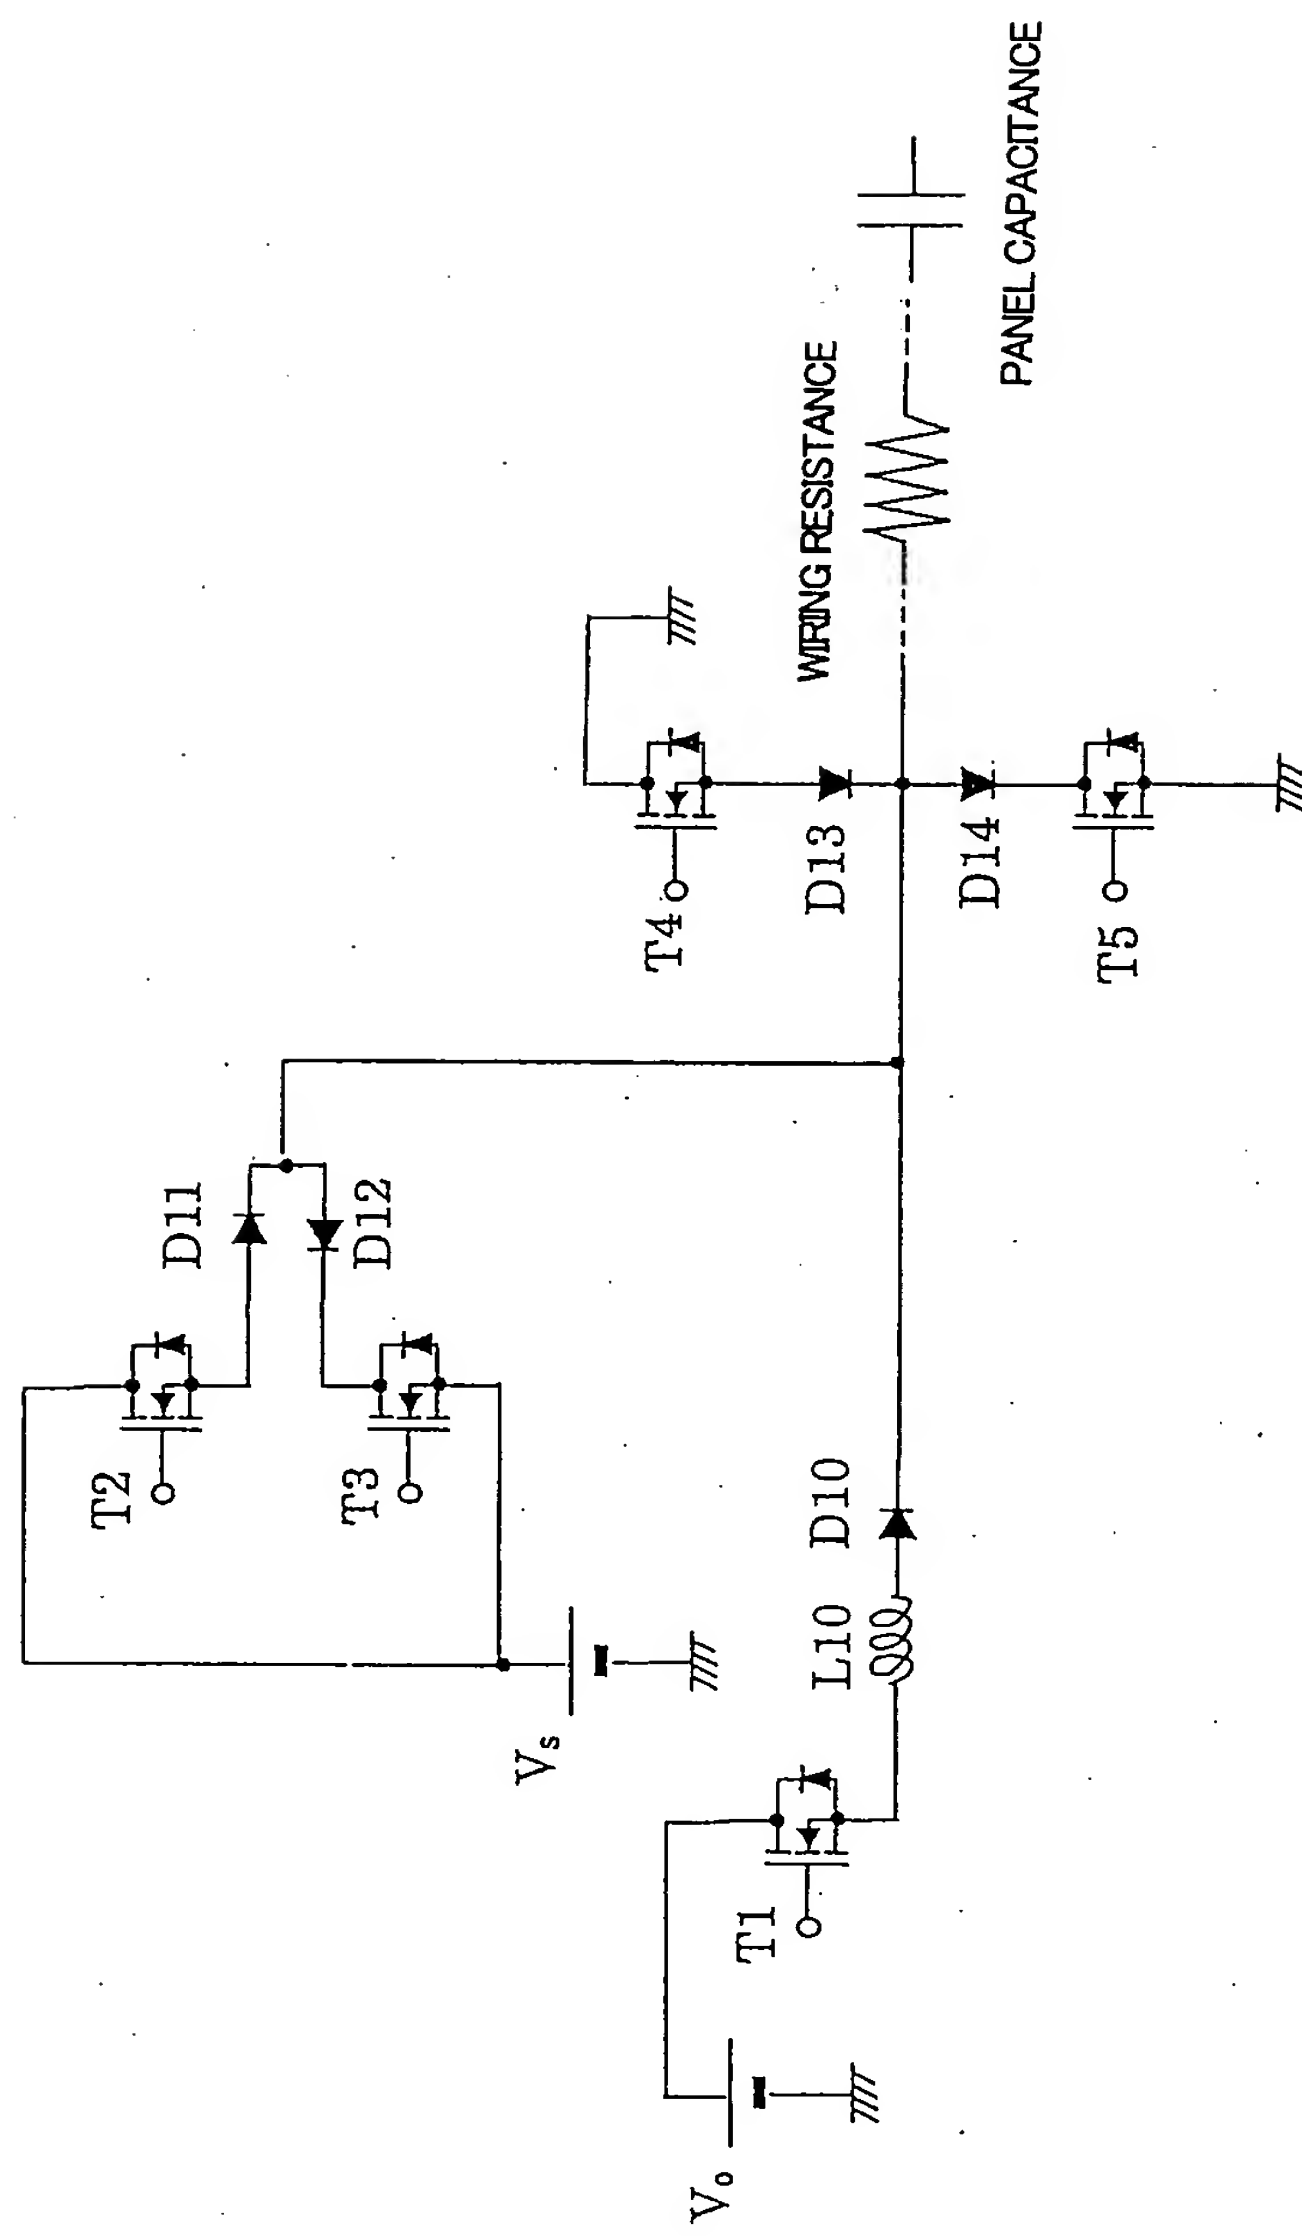 PANEL CAPACITANCE
WIRING RESISTANCE
T4
D13
D14
T5
D11
D12
T2
T3
D10
L10
Vs
T1
Vo